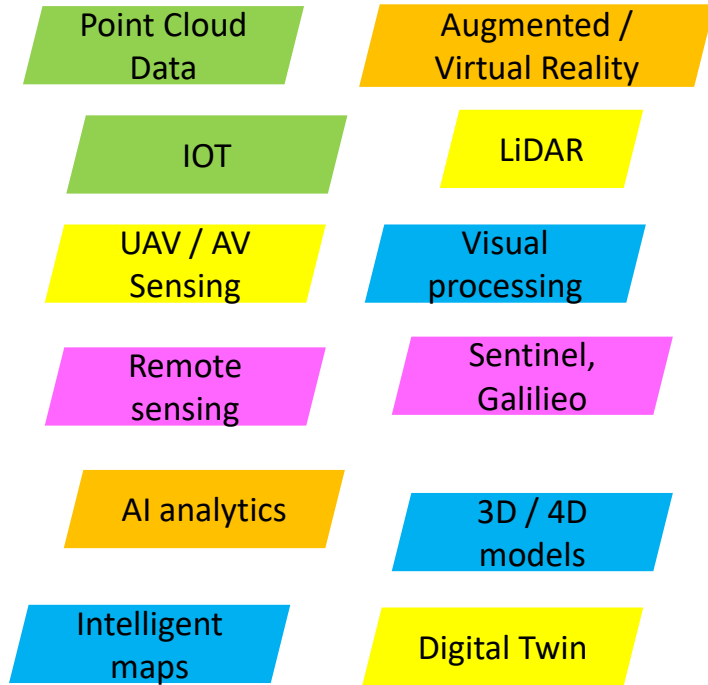 Point Cloud
Data
Augmented /
Virtual Reality
IOT
LiDAR
UAV / AV
Sensing
Visual
processing
Remote
sensing
Sentinel,
Galilieo
AI analytics
3D / 4D
models
Intelligent
maps
Digital Twin